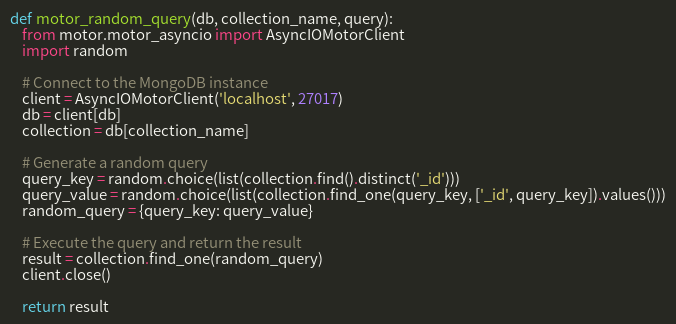 def motor_random_query(db, collection_name, query):
    from motor.motor_asyncio import AsyncIOMotorClient
    import random

    # Connect to the MongoDB instance
    client = AsyncIOMotorClient('localhost', 27017)
    db = client[db]
    collection = db[collection_name]

    # Generate a random query
    query_key = random.choice(list(collection.find().distinct('_id')))
    query_value = random.choice(list(collection.find_one(query_key, ['_id', query_key]).values()))
    random_query = {query_key: query_value}

    # Execute the query and return the result
    result = collection.find_one(random_query)
    client.close()

    return result